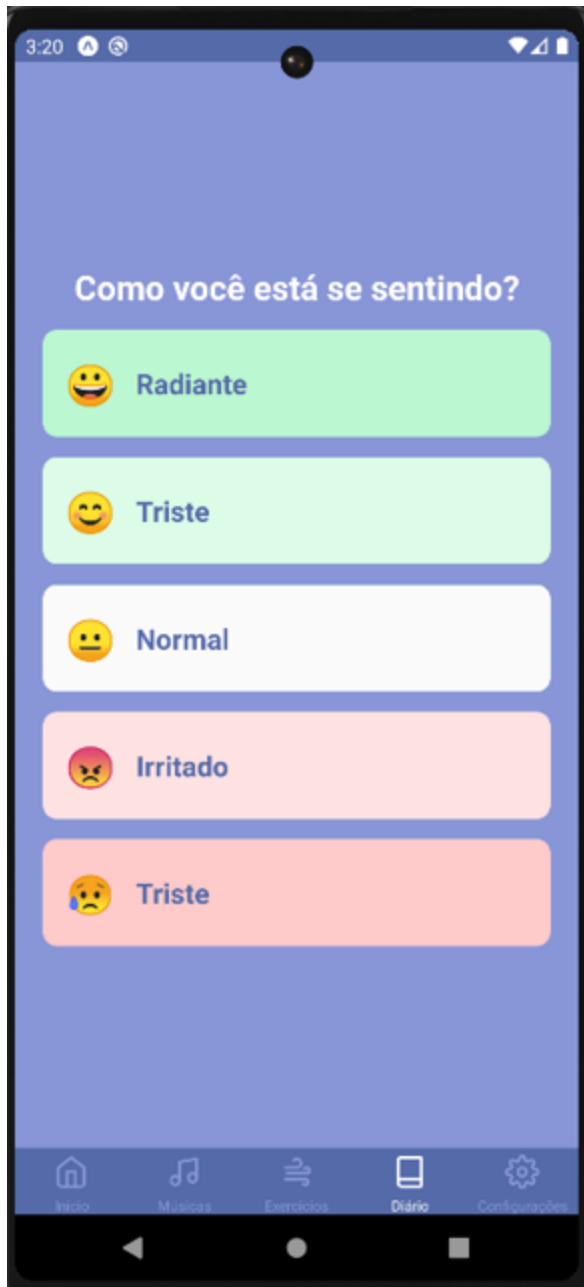 3:20
Como você está se sentindo?
Radiante
Triste
Normal
Irritado
Triste
Início
Músicas
Exercícios
Diário
Configurações